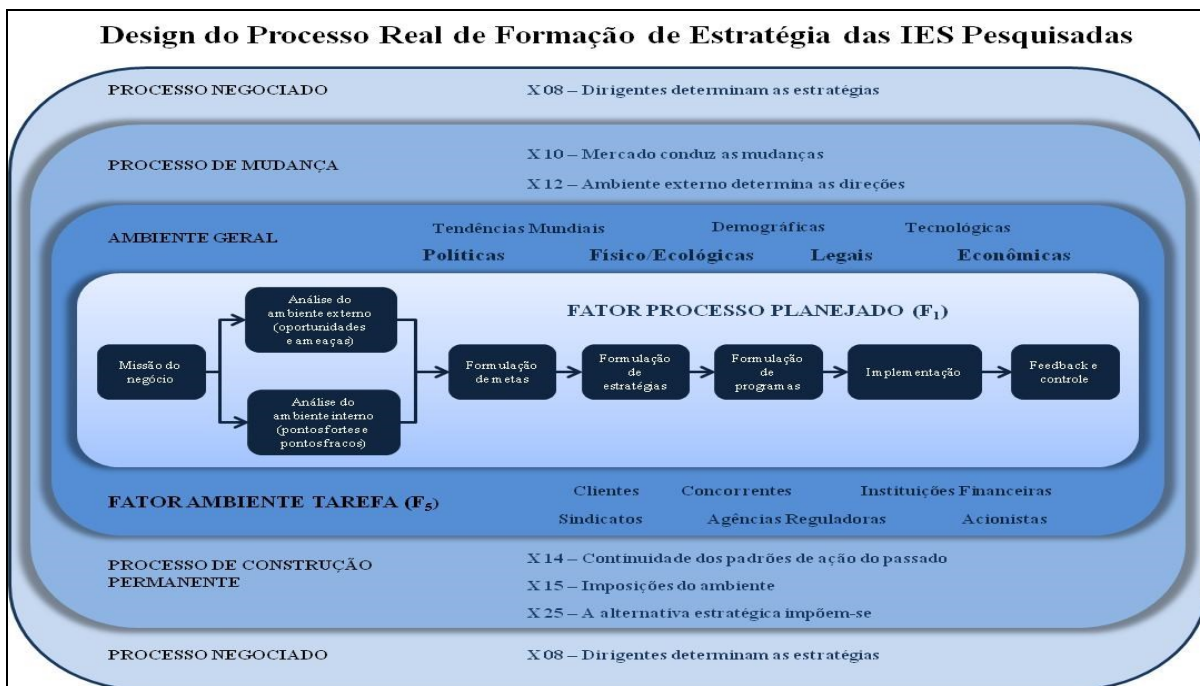 Design do Processo Real de Formação de Estratégia das IES Pesquisadas
PROCESSO NEGOCIADO
X 08 – Dirigentes determinam as estratégias
PROCESSO DE MUDANÇA
X 10 – Mercado conduz as mudanças
X 12 – Ambiente externo determina as direções
AMBIENTE GERAL
Tendências Mundiais
Demográficas
Tecnológicas
Políticas
Físico/Ecológicas
Legais
Econômicas
FATOR PROCESSO PLANEJADO (F1)
Missão do
negócio
Análise do
ambiente externo
(oportunidades
e ameaças)
Análise do
ambiente interno
(pontos fortes e
pontos fracos)
Formulação
de metas
Formulação
de
estratégias
Formulação
de
programas
Implementação
Feedback e
controle
FATOR AMBIENTE TAREFA (F5)
Clientes
Concorrentes
Instituições Financeiras
Sindicatos
Agências Reguladoras
Acionistas
PROCESSO DE CONSTRUÇÃO
PERMANENTE
X 14 – Continuidade dos padrões de ação do passado
X 15 – Imposições do ambiente
X 25 – A alternativa estratégica impõem-se
PROCESSO NEGOCIADO
X 08 – Dirigentes determinam as estratégias